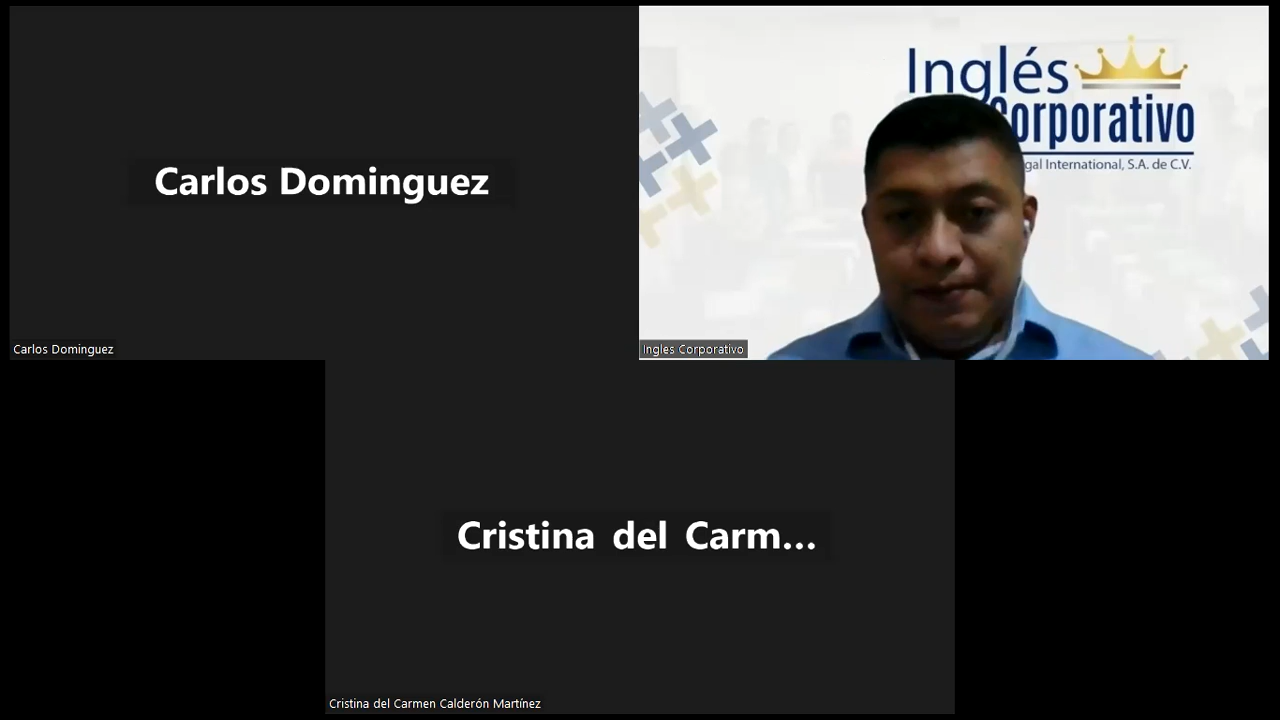 Carlos Dominguez
Carlos Dominguez
Inglés
Corporativo
gal International, S.A. de C.V.
Ingles Corporativo
Cristina del Carm...
Cristina del Carmen Calderón Martínez